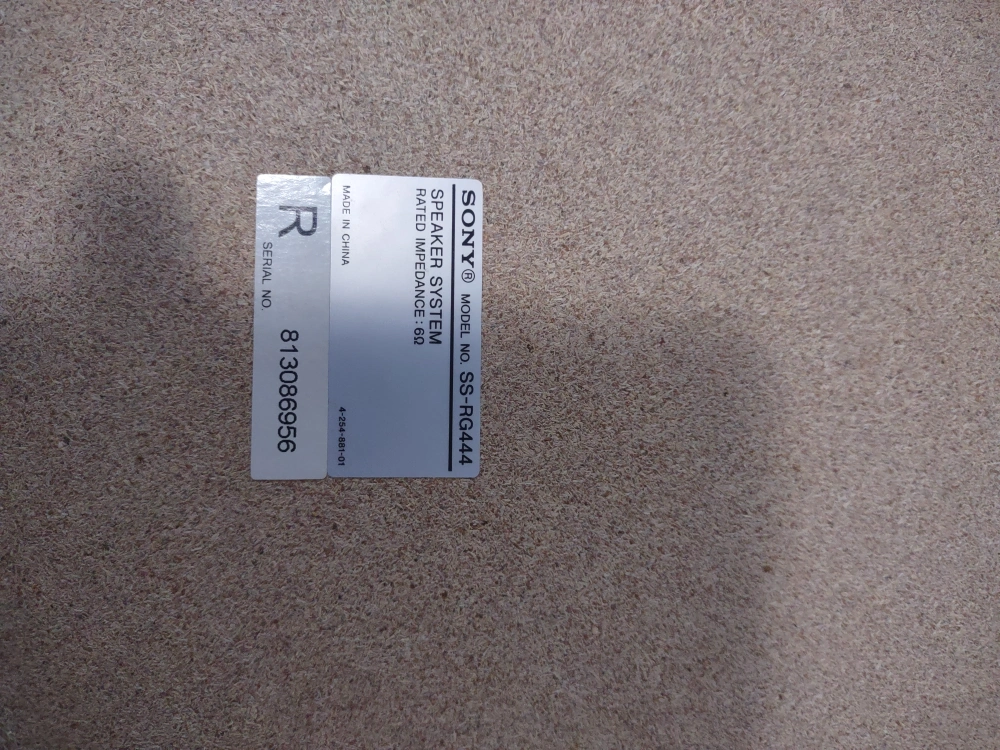 SONY® MODEL NO. SS-RG444
SPEAKER SYSTEM
RATED IMPEDANCE : 6Ω
MADE IN CHINA
4-254-881-01
R SERIAL NO. 813086956